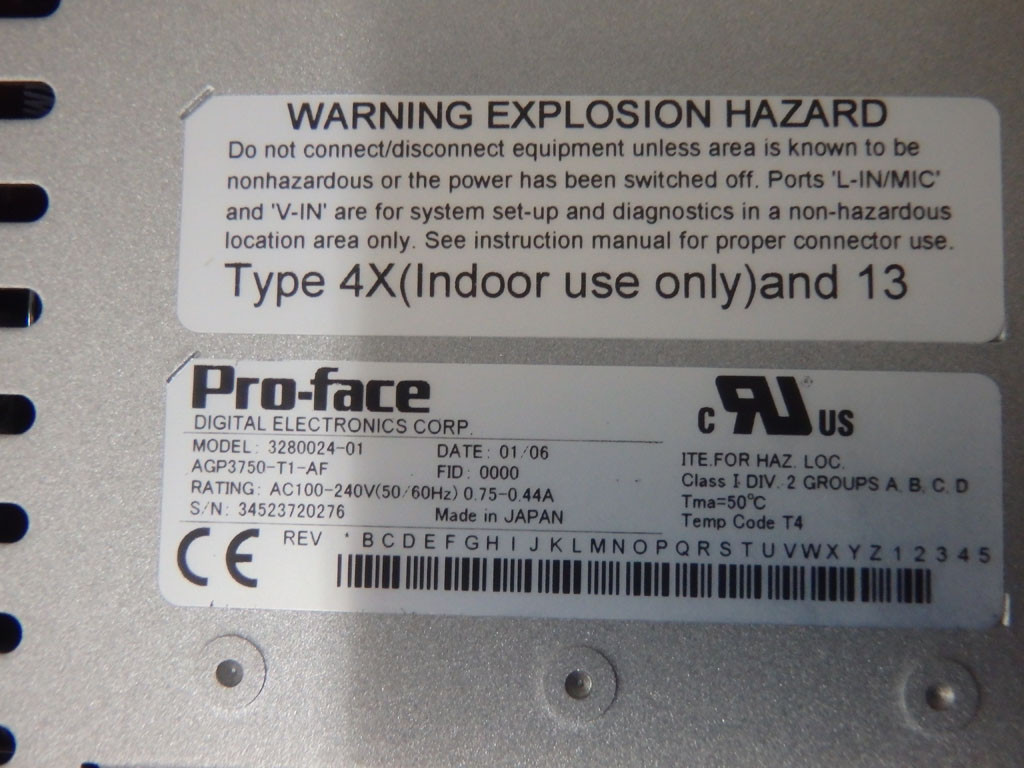 WARNING EXPLOSION HAZARD
Do not connect/disconnect equipment unless area is known to be
nonhazardous or the power has been switched off. Ports 'L-IN/MIC'
and 'V-IN' are for system set-up and diagnostics in a non-hazardous
location area only. See instruction manual for proper connector use.
Type 4X(Indoor use only)and 13
Pro-face
DIGITAL ELECTRONICS CORP.
MODEL: 3280024-01 DATE: 01/06
AGP3750-T1-AF FID: 0000
RATING: AC100-240V(50/60Hz) 0.75-0.44A
S/N: 34523720276 Made in JAPAN
C RU US
ITE.FOR HAZ. LOC.
Class I DIV. 2 GROUPS A, B, C, D
Tma=50°C
Temp Code T4
CE REV * B C D E F G H I J K L M N O P Q R S T U V W X Y Z 1 2 3 4 5